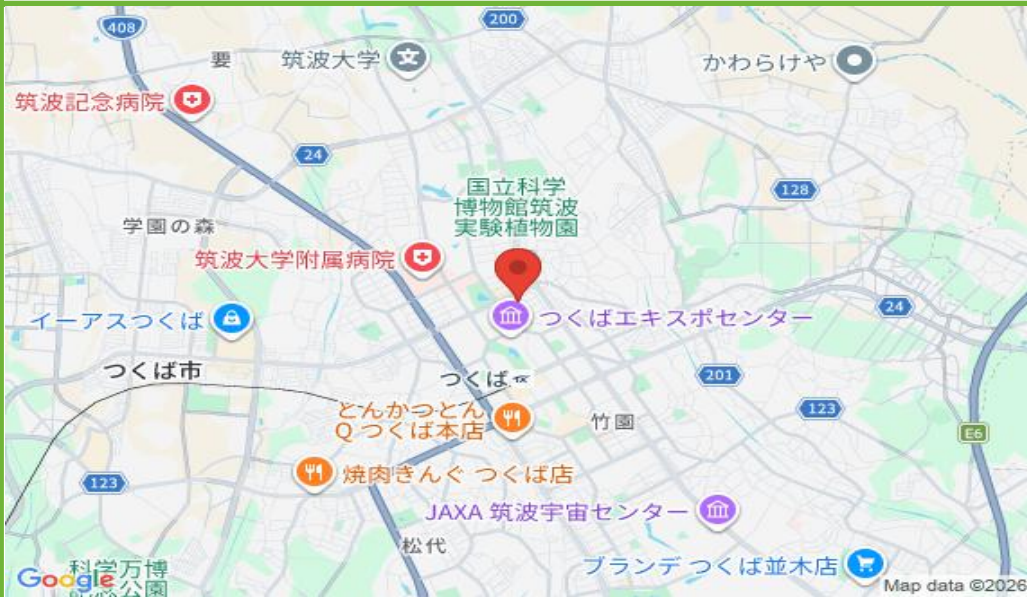 408
200
要
筑波大学
かわらけや
筑波記念病院
24
128
国立科学
博物館筑波
実験植物園
学園の森
筑波大学附属病院
イーアスつくば
つくばエキスポセンター
24
つくば市
つくば
201
とんかつとん
Q つくば本店
竹園
123
E6
焼肉きんぐ つくば店
123
JAXA 筑波宇宙センター
松代
ブランデ つくば並木店
科学万博
Google
Map data ©2026